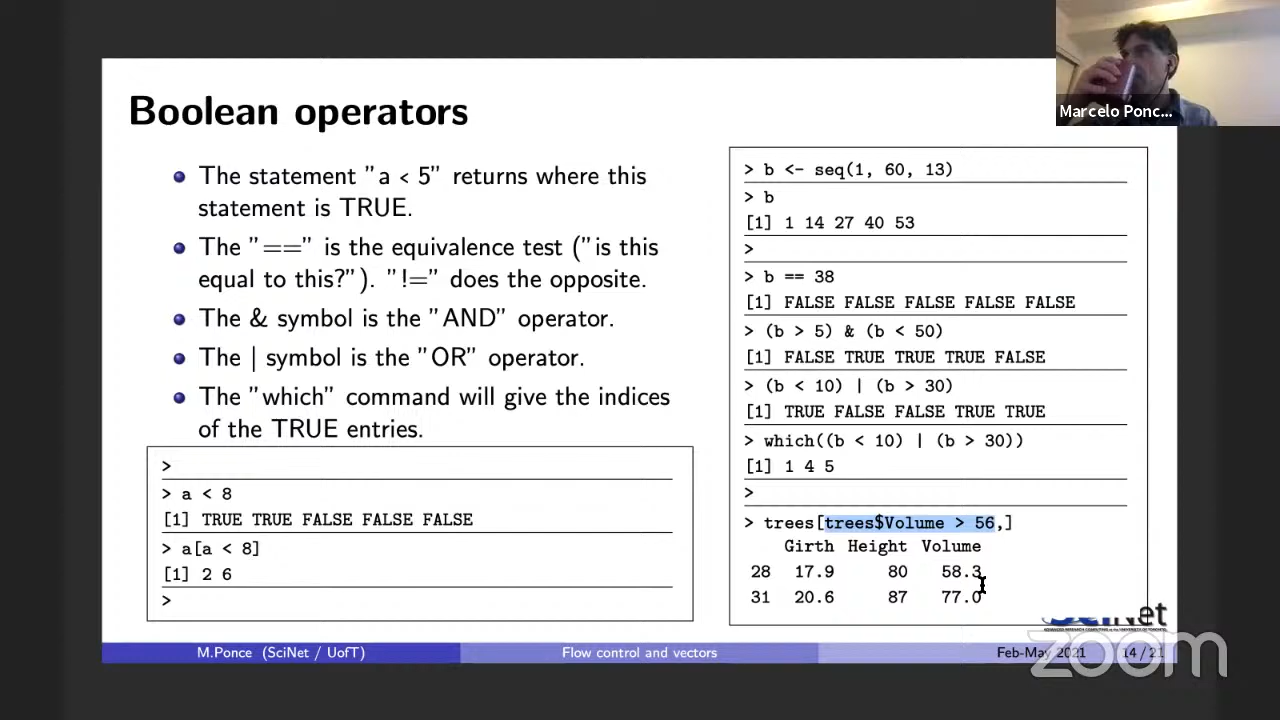 Marcelo Ponc...
Boolean operators
The statement "a < 5" returns where this
statement is TRUE.
The "==" is the equivalence test ("is this
equal to this?"). "!=" does the opposite.
The & symbol is the "AND" operator.
The | symbol is the "OR" operator.
The "which" command will give the indices
of the TRUE entries.
>
> a < 8
[1] TRUE TRUE FALSE FALSE FALSE
> a[a < 8]
[1] 2 6
>
> b <- seq(1, 60, 13)
> b
[1] 1 14 27 40 53
>
> b == 38
[1] FALSE FALSE FALSE FALSE FALSE
> (b > 5) & (b < 50)
[1] FALSE TRUE TRUE TRUE FALSE
> (b < 10) | (b > 30)
[1] TRUE FALSE FALSE TRUE TRUE
> which((b < 10) | (b > 30))
[1] 1 4 5
>
> trees[trees$Volume > 56,]
Girth Height Volume
28 17.9 80 58.3
31 20.6 87 77.0
SciNet
M.Ponce (SciNet / UofT)
Flow control and vectors
Feb-May 2021
14 / 21
zoom